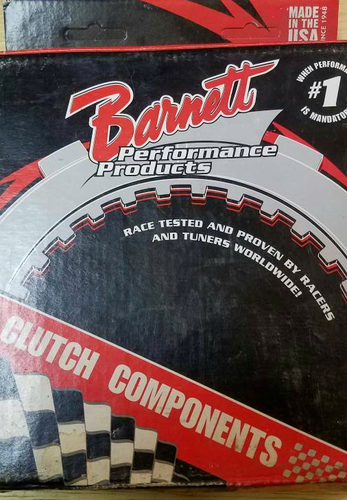 MADE
IN THE
USA
SINCE 1948
WHEN PERFORMANCE
#1
IS MANDATORY
Barnett
Performance
Products
RACE TESTED AND PROVEN BY RACERS
AND TUNERS WORLDWIDE!
CLUTCH COMPONENTS